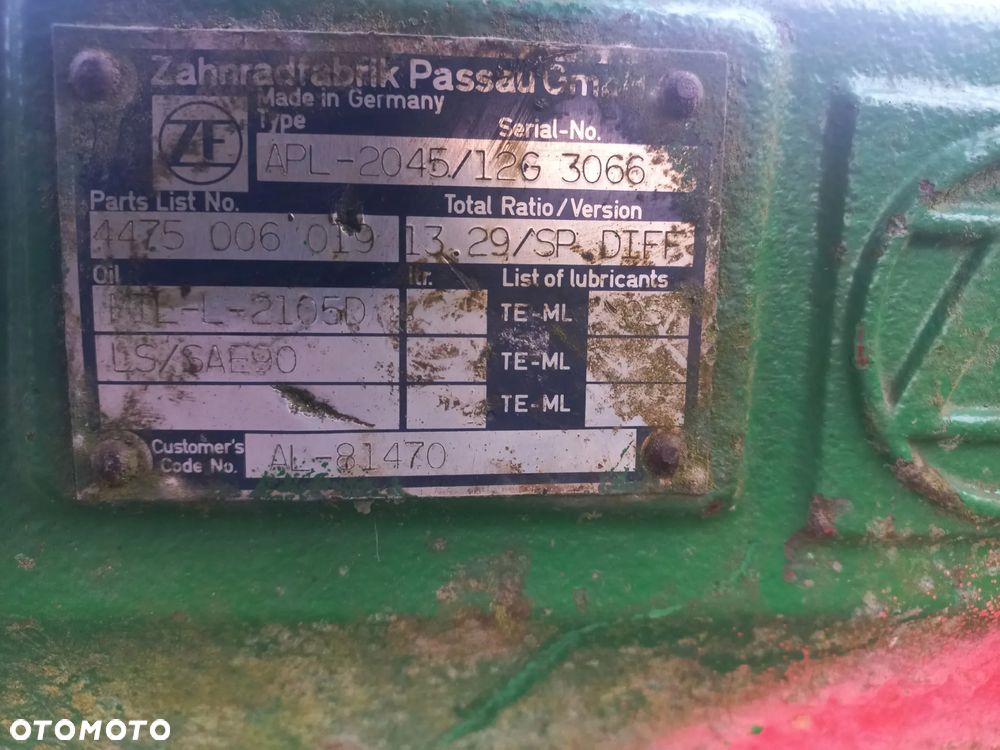 Zahnradfabrik Passau
Made in Germany
Type Serial-No.
ZF
APL-2045/12G 3066
Parts List No. Total Ratio/Version
4475 006 019 13.29/SP.DIFF
Oil ltr. List of lubricants
MIL-L-2105D TE-ML
LS/SAE90 TE-ML
TE-ML
Customer's
Code No. AL-81470
OTOMOTO